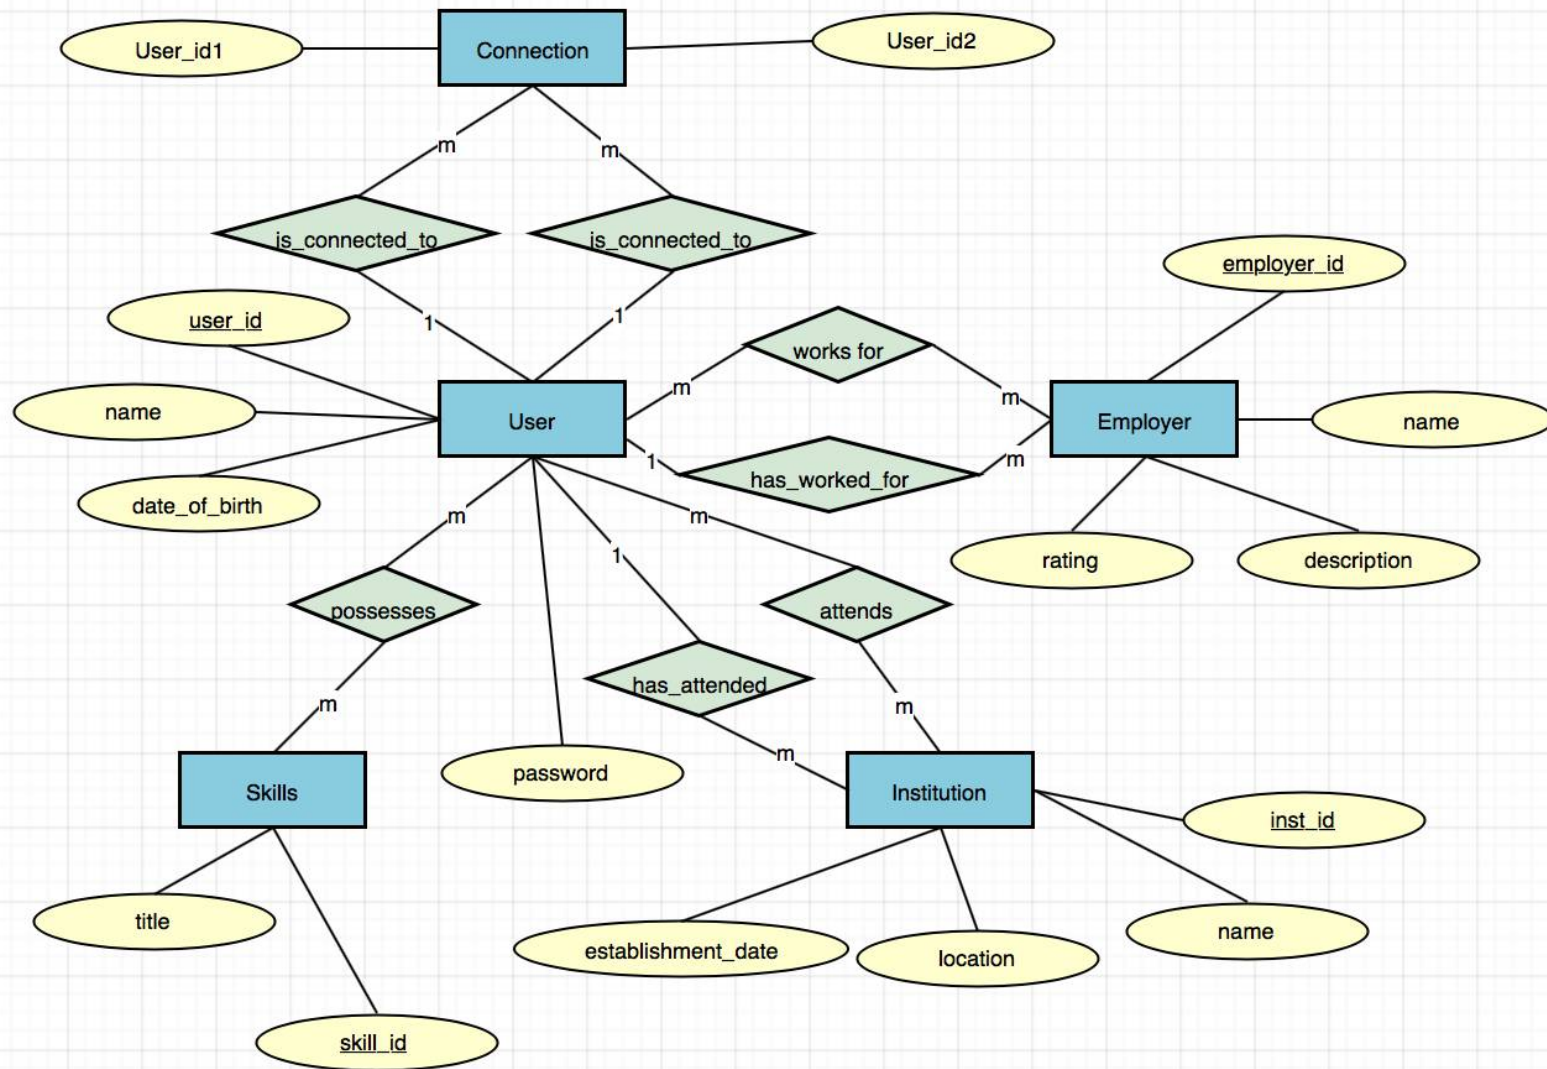 User_id1
Connection
User_id2
m
m
is_connected_to
is_connected_to
employer_id
user_id
1
1
works for
m
m
name
User
Employer
name
1
m
has_worked_for
date_of_birth
m
m
1
rating
description
possesses
attends
has_attended
m
m
m
password
Skills
Institution
inst_id
title
name
establishment_date
location
skill_id